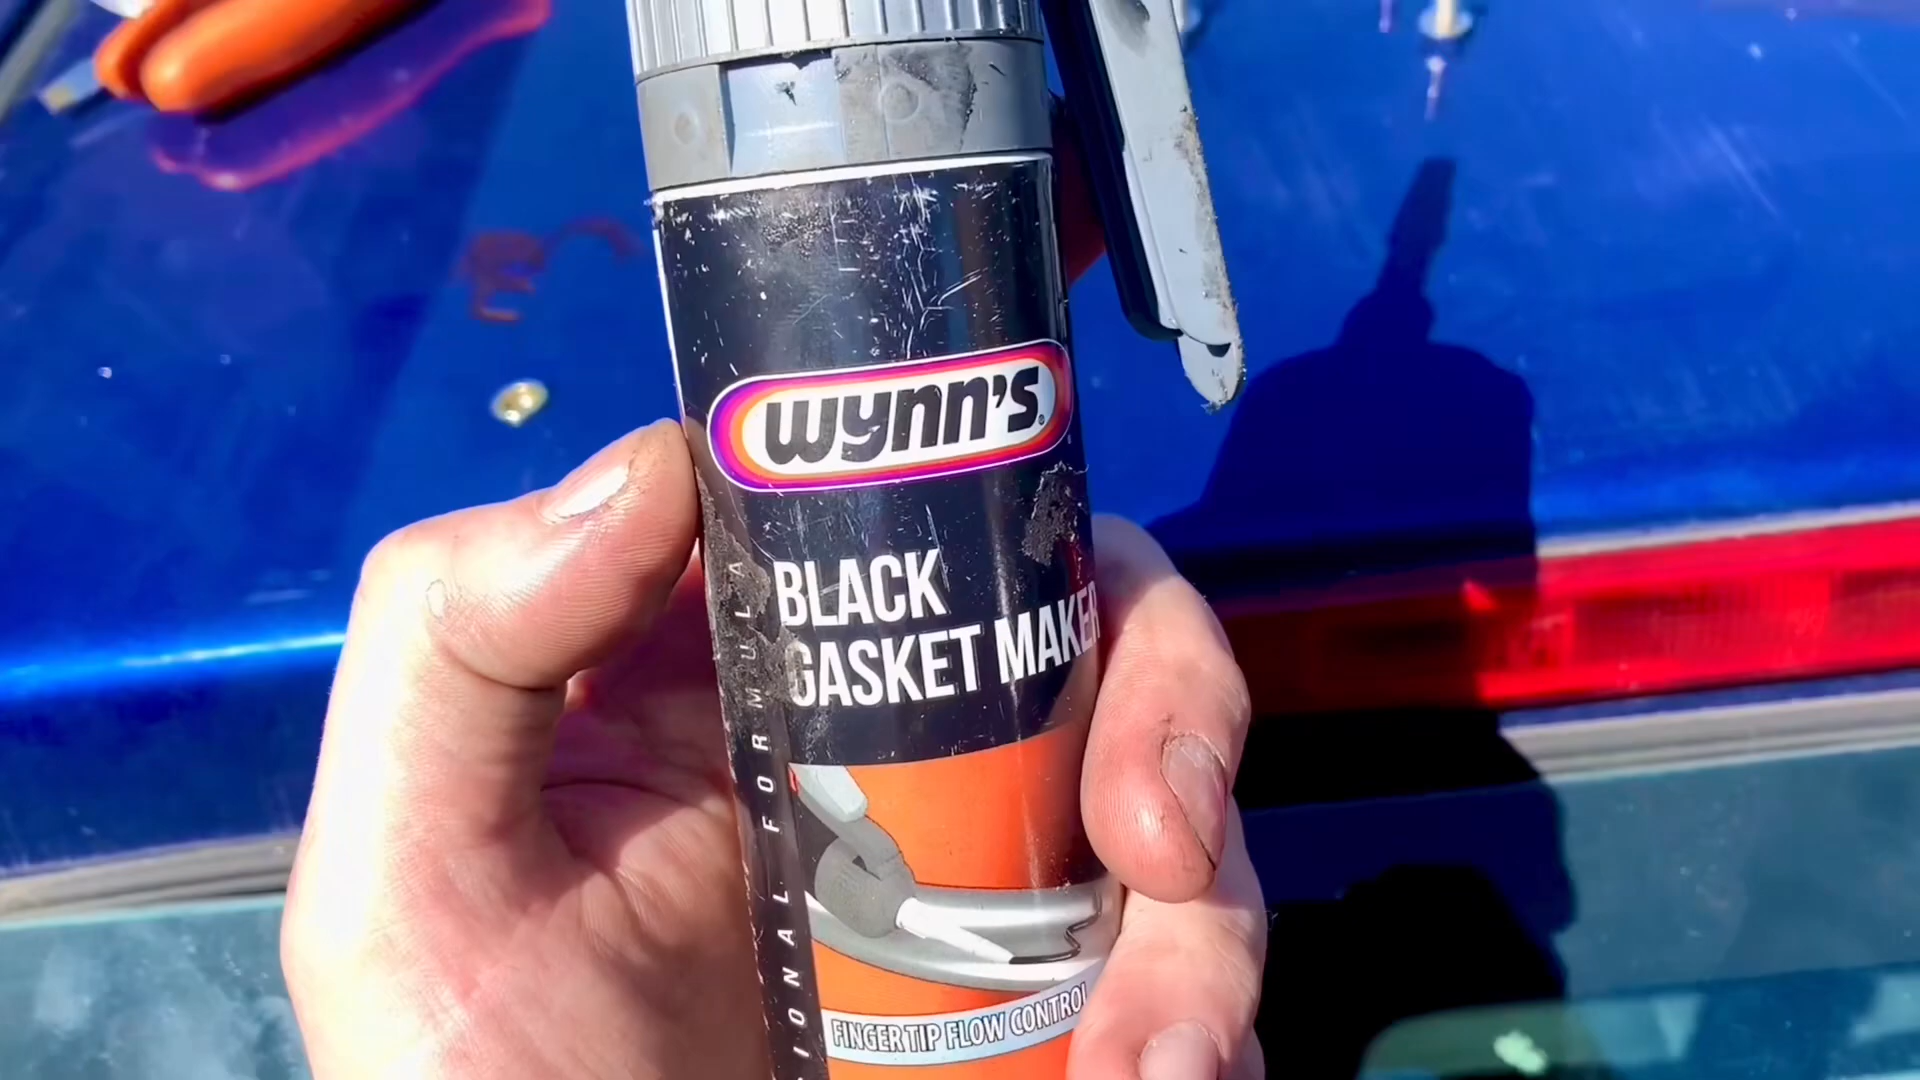 wynn's®
BLACK
GASKET MAKER
FINGER TIP FLOW CONTROL
IONAL FORMULA